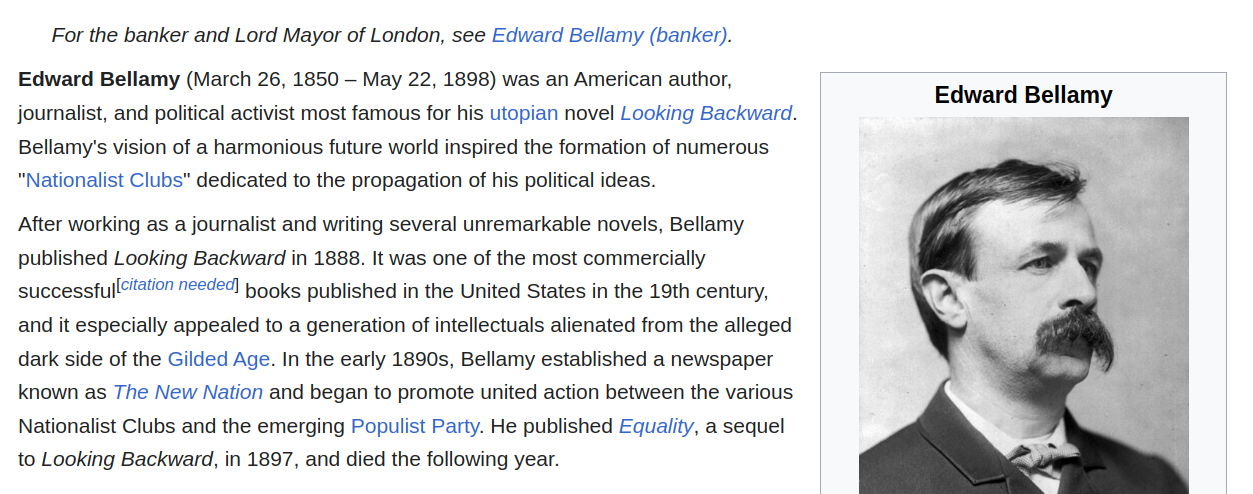 For the banker and Lord Mayor of London, see Edward Bellamy (banker).
Edward Bellamy (March 26, 1850 – May 22, 1898) was an American author,
journalist, and political activist most famous for his utopian novel Looking Backward.
Bellamy's vision of a harmonious future world inspired the formation of numerous
"Nationalist Clubs" dedicated to the propagation of his political ideas.
After working as a journalist and writing several unremarkable novels, Bellamy
published Looking Backward in 1888. It was one of the most commercially
successful[citation needed] books published in the United States in the 19th century,
and it especially appealed to a generation of intellectuals alienated from the alleged
dark side of the Gilded Age. In the early 1890s, Bellamy established a newspaper
known as The New Nation and began to promote united action between the various
Nationalist Clubs and the emerging Populist Party. He published Equality, a sequel
to Looking Backward, in 1897, and died the following year.
Edward Bellamy